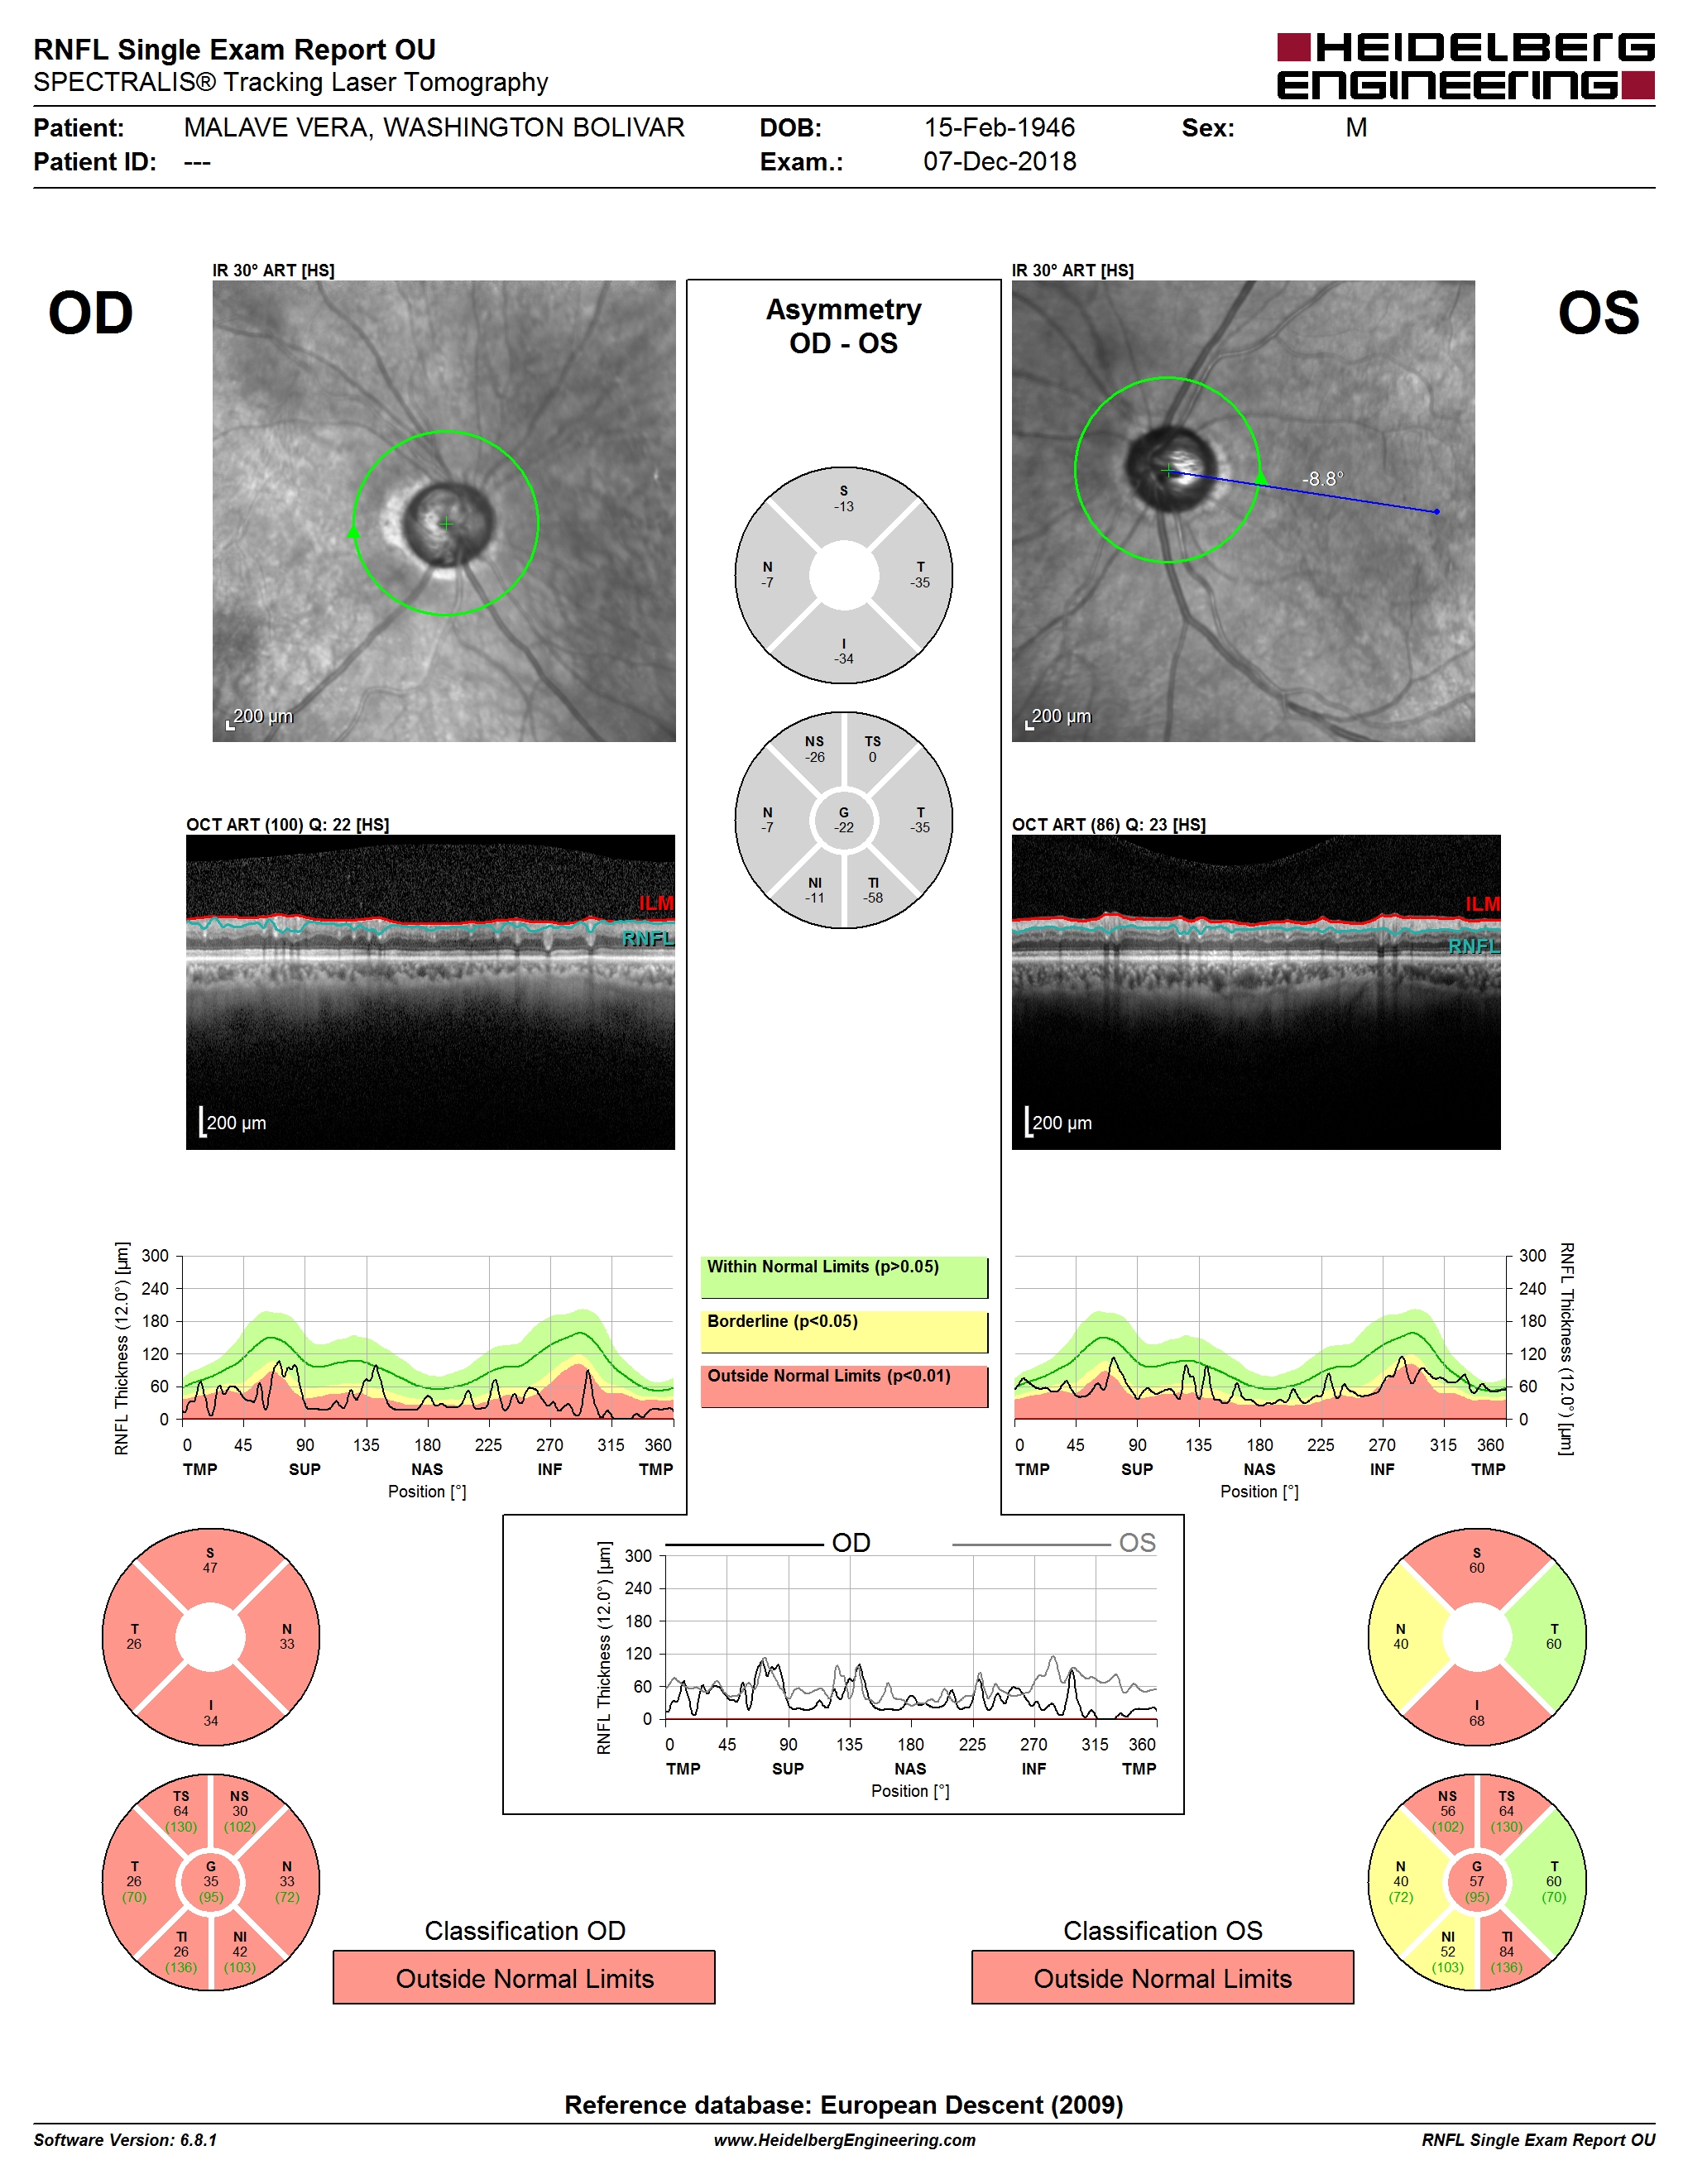 RNFL Single Exam Report OU
SPECTRALIS® Tracking Laser Tomography
HEIDELBERG
ENGINEERING
Patient: MALAVE VERA, WASHINGTON BOLIVAR DOB: 15-Feb-1946 Sex: M
Patient ID: --- Exam.: 07-Dec-2018
OD
IR 30° ART [HS]
200 µm
Asymmetry
OD - OS
S
-13
N
-7
T
-35
I
-34
NS
-26
TS
0
N
-7
G
-22
T
-35
NI
-11
TI
-58
IR 30° ART [HS]
OS
-8.8°
200 µm
OCT ART (100) Q: 22 [HS]
ILM
RNFL
200 µm
OCT ART (86) Q: 23 [HS]
ILM
RNFL
200 µm
RNFL Thickness (12.0°) [µm]
300
240
180
120
60
0
0 45 90 135 180 225 270 315 360
TMP SUP NAS INF TMP
Position [°]
Within Normal Limits (p>0.05)
Borderline (p<0.05)
Outside Normal Limits (p<0.01)
300
240
180
120
60
0
RNFL Thickness (12.0°) [µm]
0 45 90 135 180 225 270 315 360
TMP SUP NAS INF TMP
Position [°]
OD OS
RNFL Thickness (12.0°) [µm]
300
240
180
120
60
0
0 45 90 135 180 225 270 315 360
TMP SUP NAS INF TMP
Position [°]
S
47
T
26
N
33
I
34
TS
64
(130)
NS
30
(102)
T
26
(70)
G
35
(95)
N
33
(72)
TI
26
(136)
NI
42
(103)
Classification OD
Outside Normal Limits
S
60
N
40
T
60
I
68
NS
56
(102)
TS
64
(130)
N
40
(72)
G
57
(95)
T
60
(70)
NI
52
(103)
TI
84
(136)
Classification OS
Outside Normal Limits
Reference database: European Descent (2009)
Software Version: 6.8.1 www.HeidelbergEngineering.com RNFL Single Exam Report OU